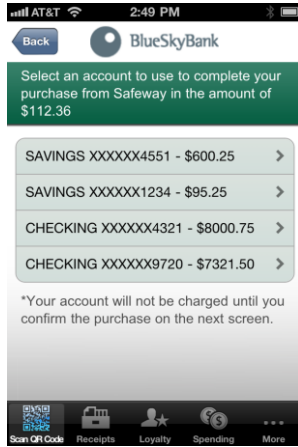 AT&T 2:49 PM
Back BlueSkyBank
Select an account to use to complete your
purchase from Safeway in the amount of
$112.36
SAVINGS XXXXXX4551 - $600.25
SAVINGS XXXXXX1234 - $95.25
CHECKING XXXXXX4321 - $8000.75
CHECKING XXXXXX9720 - $7321.50
*Your account will not be charged until you
confirm the purchase on the next screen.
Scan QR Code Receipts Loyalty Spending More